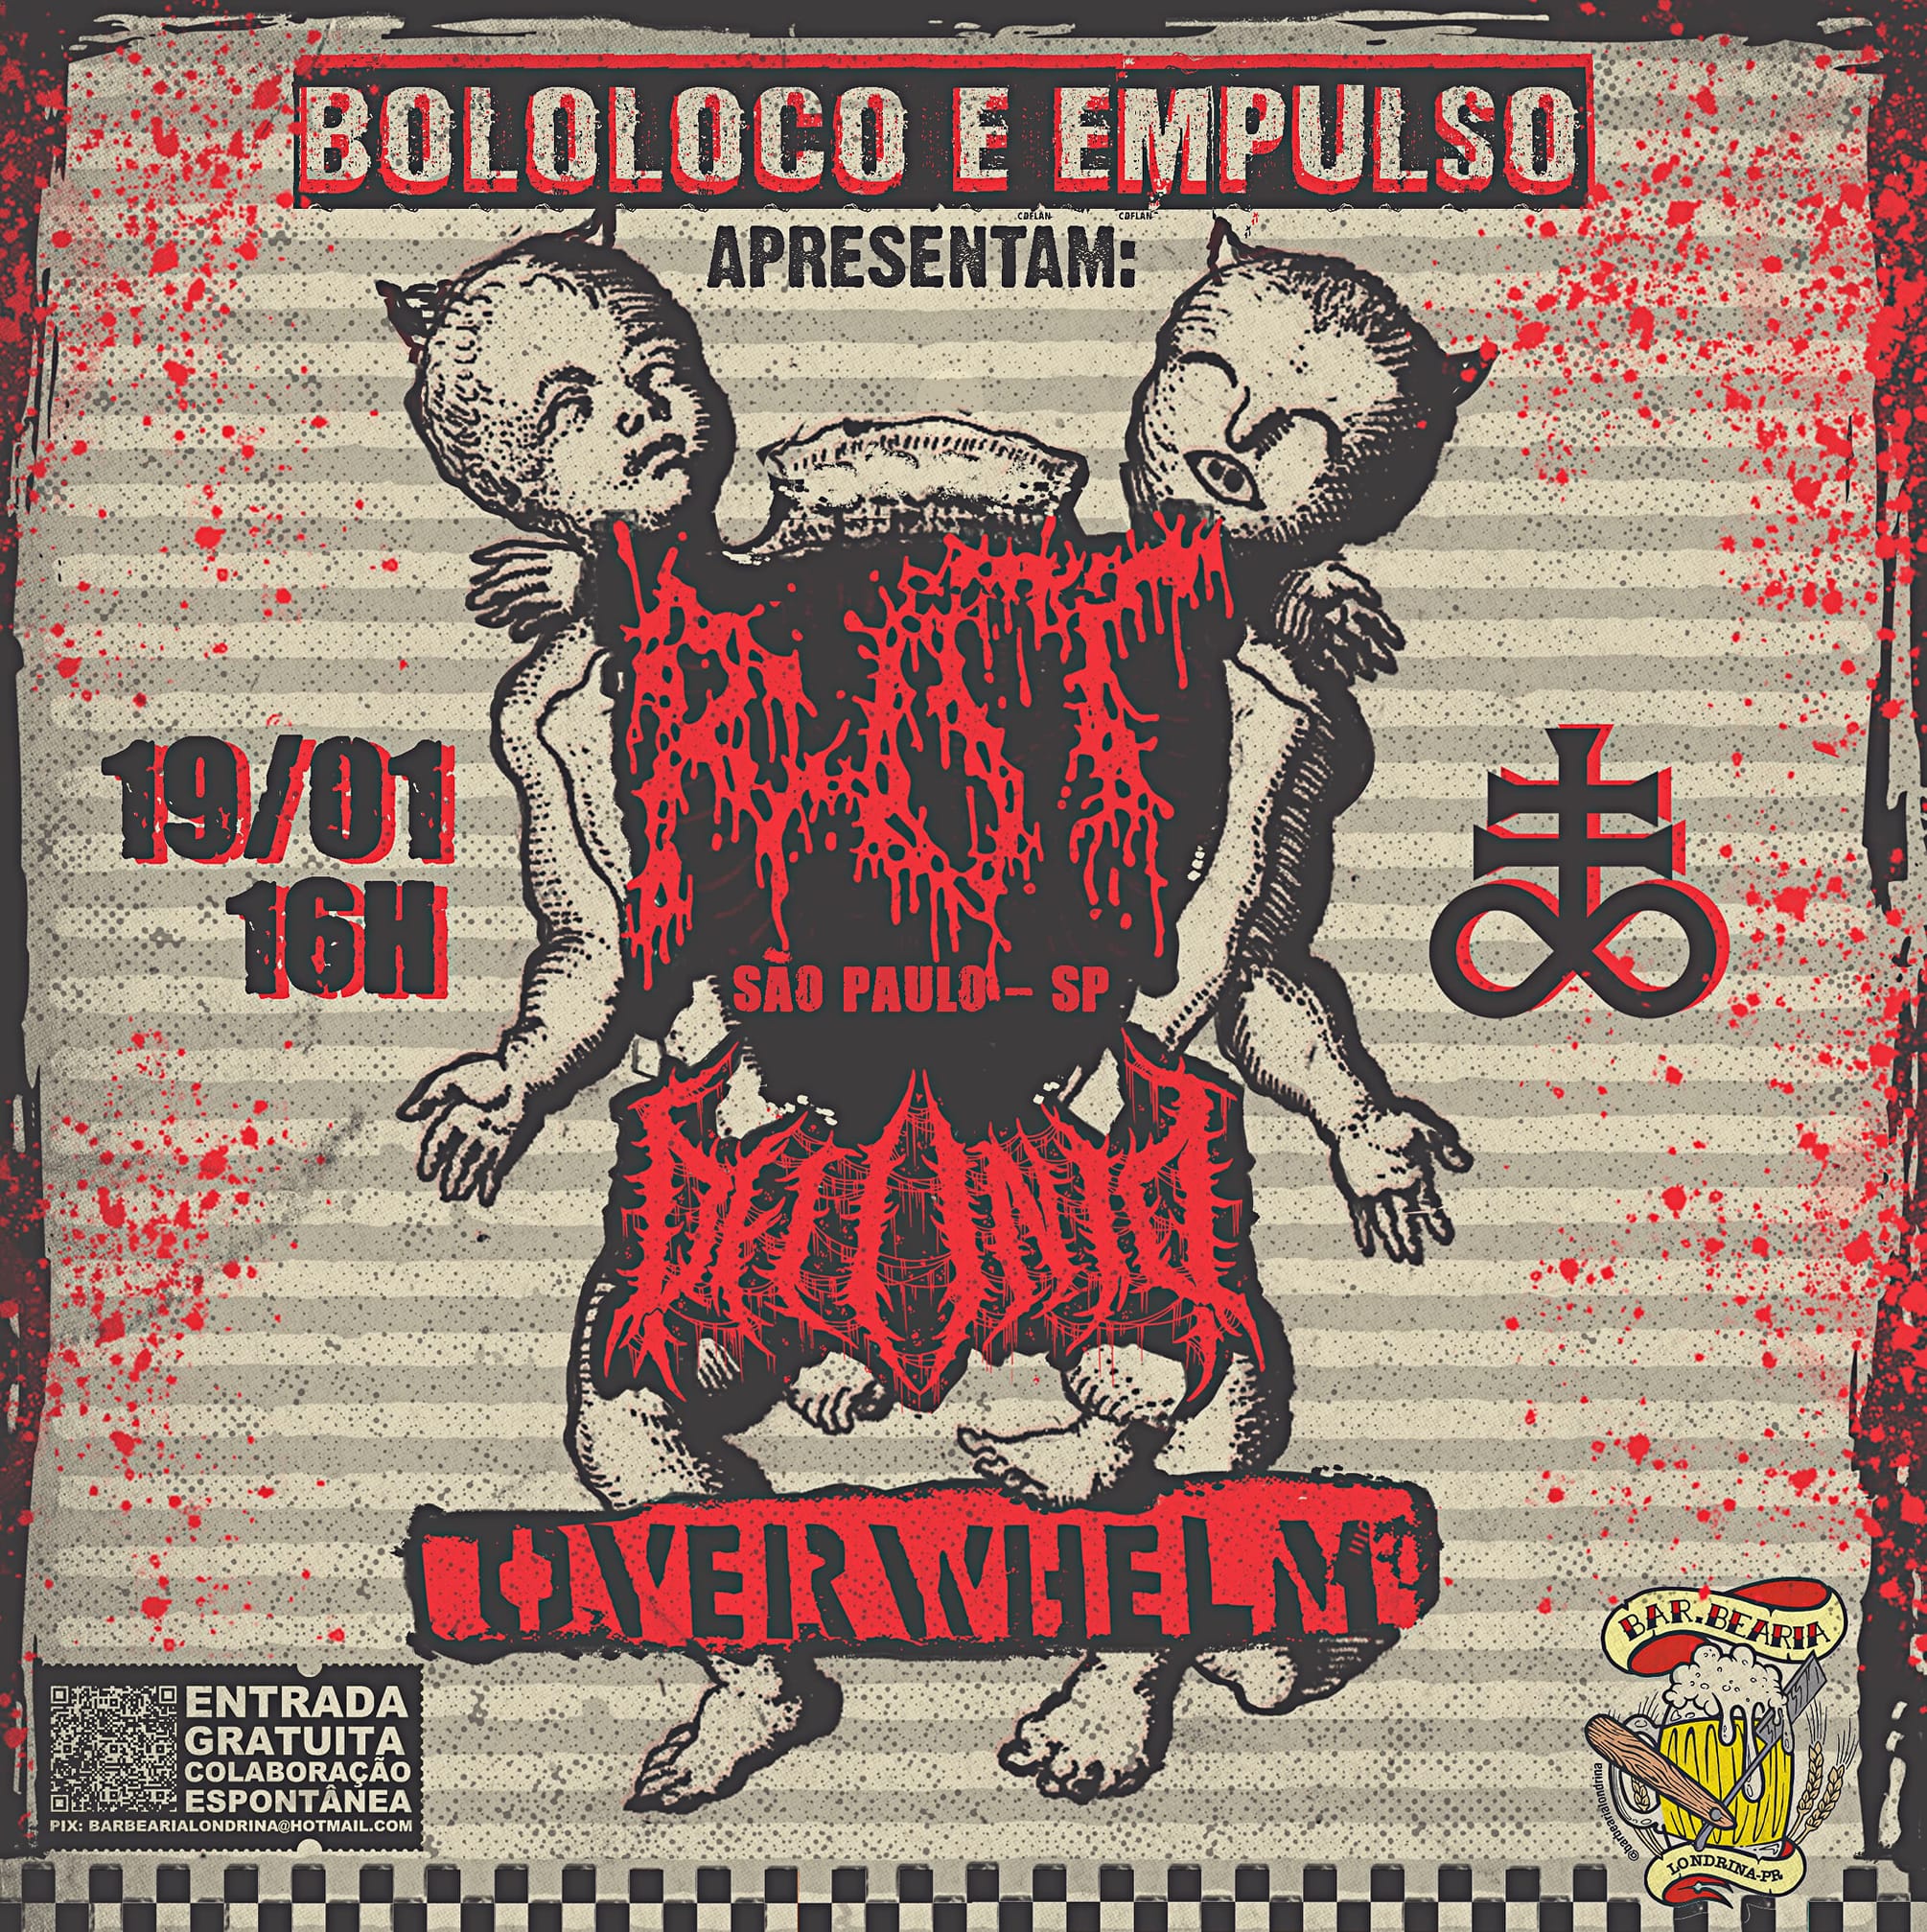 BOLOLOCO E EMPULSO
APRESENTAM:
19/01
16H
SÃO PAULO – SP
OVERWHELM
ENTRADA
GRATUITA
COLABORAÇÃO
ESPONTÂNEA
PIX: BARBEARIALONDRINA@HOTMAIL.COM
BAR.BEARIA
@barbearialondrina
LONDRINA-PR